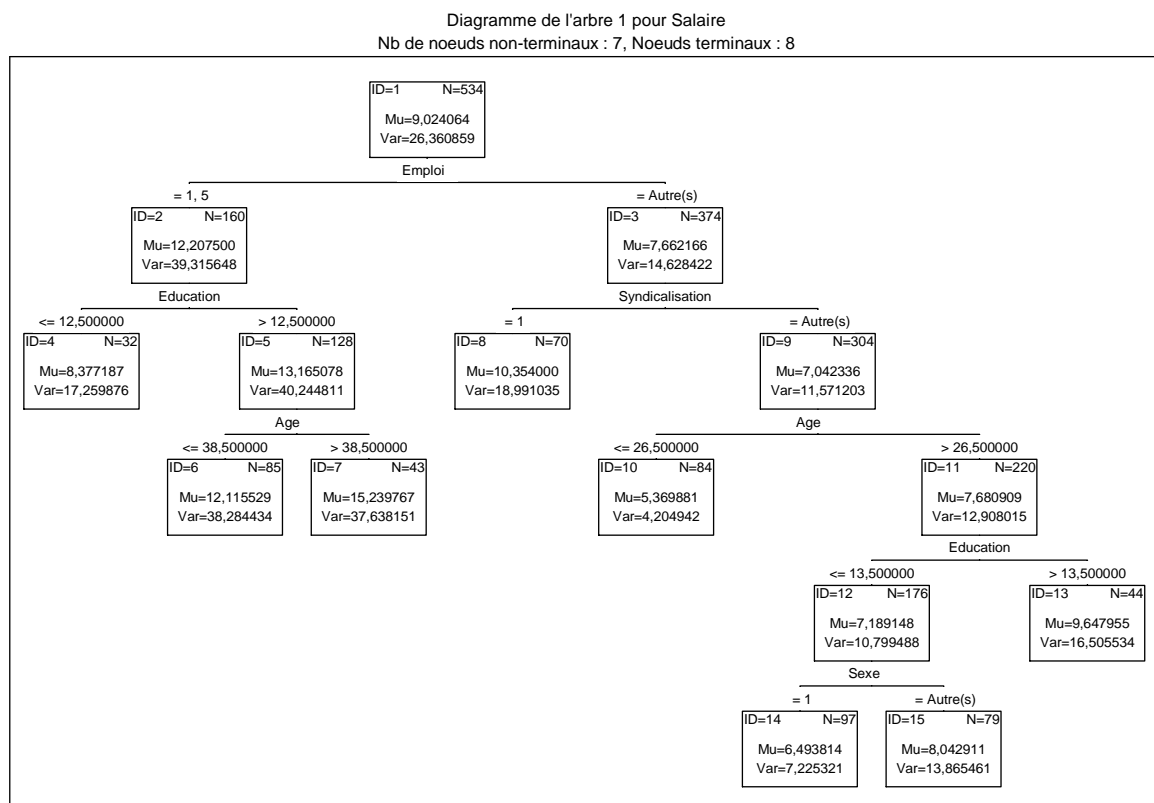 Diagramme de l'arbre 1 pour Salaire
Nb de noeuds non-terminaux : 7, Noeuds terminaux : 8
ID=1 N=534
Mu=9,024064
Var=26,360859
Emploi
= 1, 5 = Autre(s)
ID=2 N=160 ID=3 N=374
Mu=12,207500 Mu=7,662166
Var=39,315648 Var=14,628422
Education Syndicalisation
<= 12,500000 > 12,500000 = 1 = Autre(s)
ID=4 N=32 ID=5 N=128 ID=8 N=70 ID=9 N=304
Mu=8,377187 Mu=13,165078 Mu=10,354000 Mu=7,042336
Var=17,259876 Var=40,244811 Var=18,991035 Var=11,571203
Age Age
<= 38,500000 > 38,500000 <= 26,500000 > 26,500000
ID=6 N=85 ID=7 N=43 ID=10 N=84 ID=11 N=220
Mu=12,115529 Mu=15,239767 Mu=5,369881 Mu=7,680909
Var=38,284434 Var=37,638151 Var=4,204942 Var=12,908015
Education
<= 13,500000 > 13,500000
ID=12 N=176 ID=13 N=44
Mu=7,189148 Mu=9,647955
Var=10,799488 Var=16,505534
Sexe
= 1 = Autre(s)
ID=14 N=97 ID=15 N=79
Mu=6,493814 Mu=8,042911
Var=7,225321 Var=13,865461